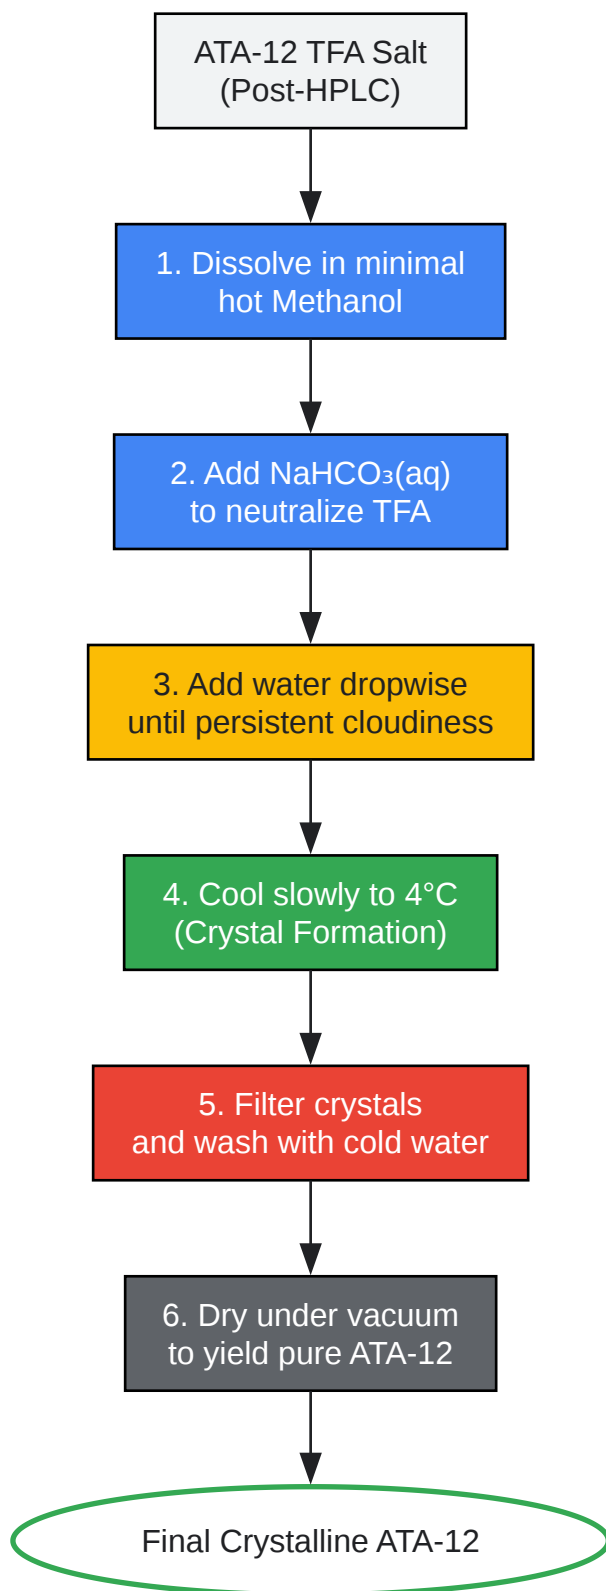 ATA-12 TFA Salt
(Post-HPLC)
1. Dissolve in minimal
hot Methanol
2. Add NaHCO₃(aq)
to neutralize TFA
3. Add water dropwise
until persistent cloudiness
4. Cool slowly to 4°C
(Crystal Formation)
5. Filter crystals
and wash with cold water
6. Dry under vacuum
to yield pure ATA-12
Final Crystalline ATA-12